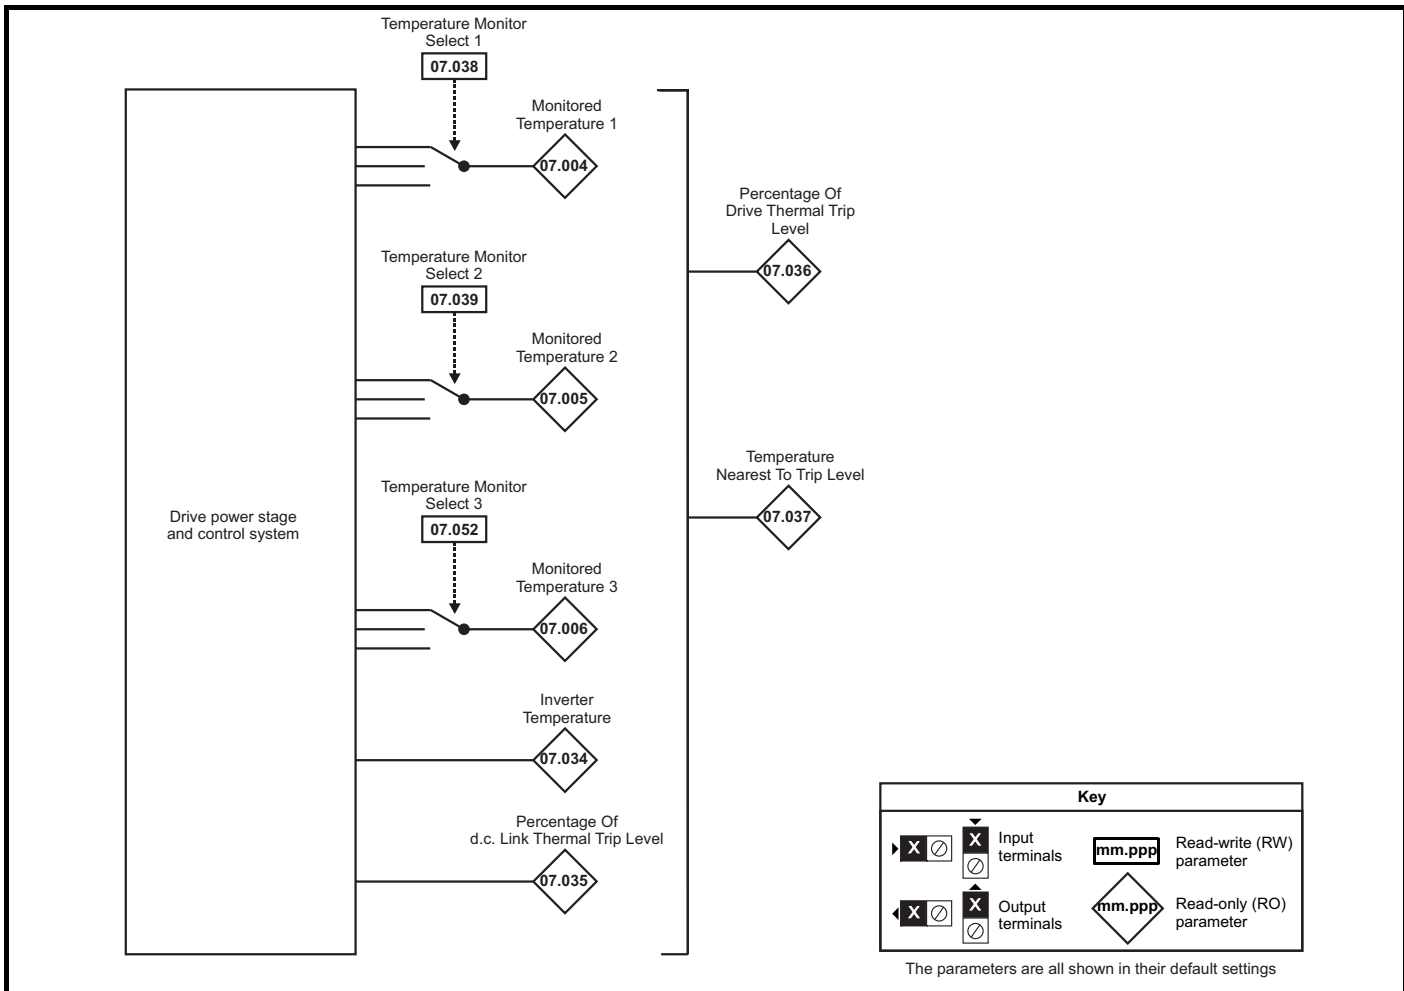 Temperature Monitor
Select 1
07.038
Monitored
Temperature 1
07.004
Percentage Of
Drive Thermal Trip
Level
07.036
Temperature Monitor
Select 2
07.039
Monitored
Temperature 2
07.005
Temperature
Nearest To Trip Level
07.037
Temperature Monitor
Select 3
07.052
Drive power stage
and control system
Monitored
Temperature 3
07.006
Inverter
Temperature
07.034
Percentage Of
d.c. Link Thermal Trip Level
07.035
Key
X
X
Input
terminals
mm.ppp
Read-write (RW)
parameter
X
X
Output
terminals
mm.ppp
Read-only (RO)
parameter
The parameters are all shown in their default settings